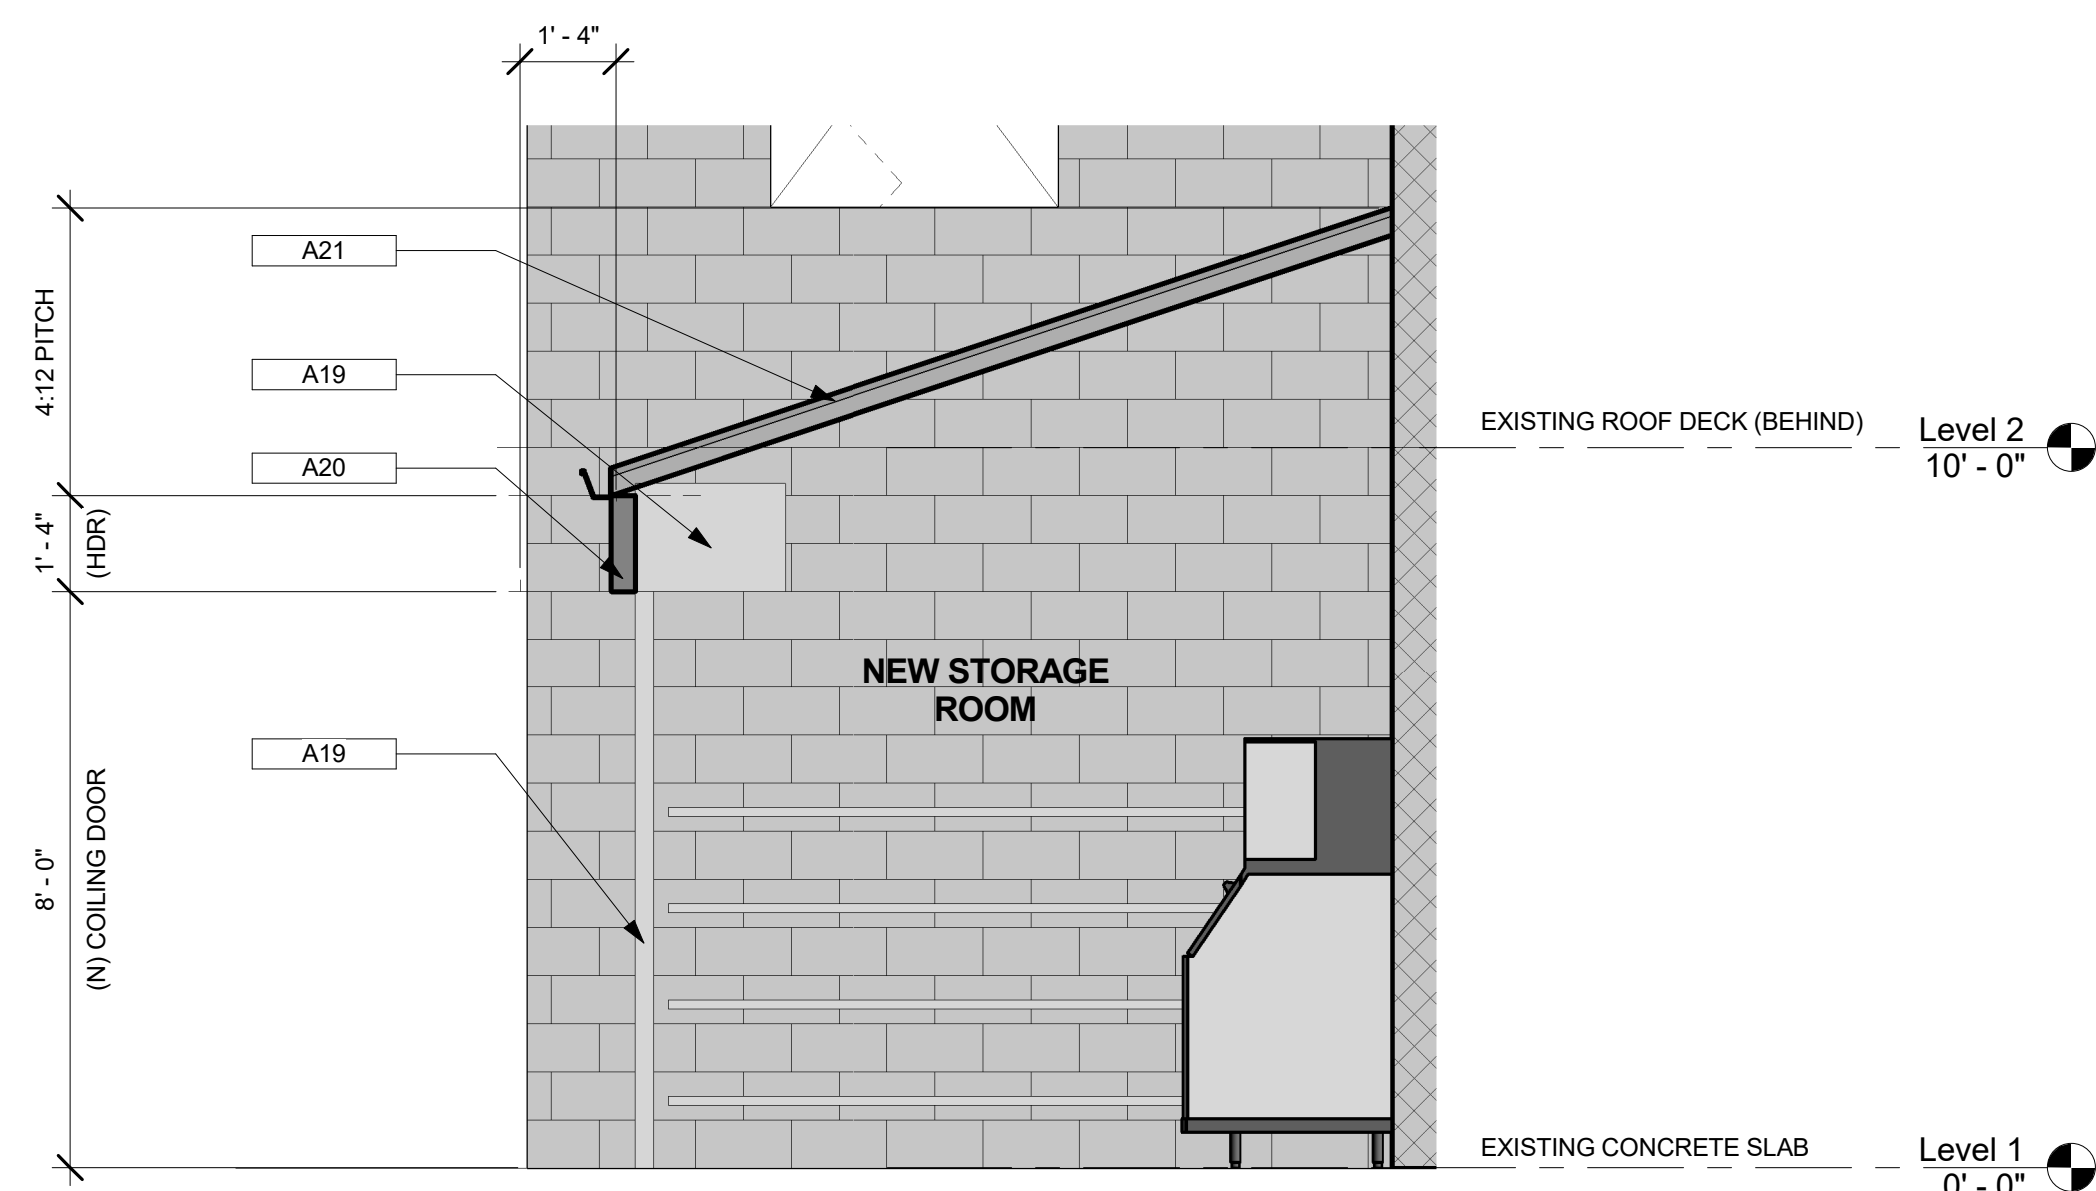 1' - 4"
A21
4:12 PITCH
A19
EXISTING ROOF DECK (BEHIND)
Level 2
10' - 0"
A20
1' - 4"
(HDR)
NEW STORAGE
ROOM
A19
8' - 0"
(N) COILING DOOR
EXISTING CONCRETE SLAB
Level 1
0' - 0"